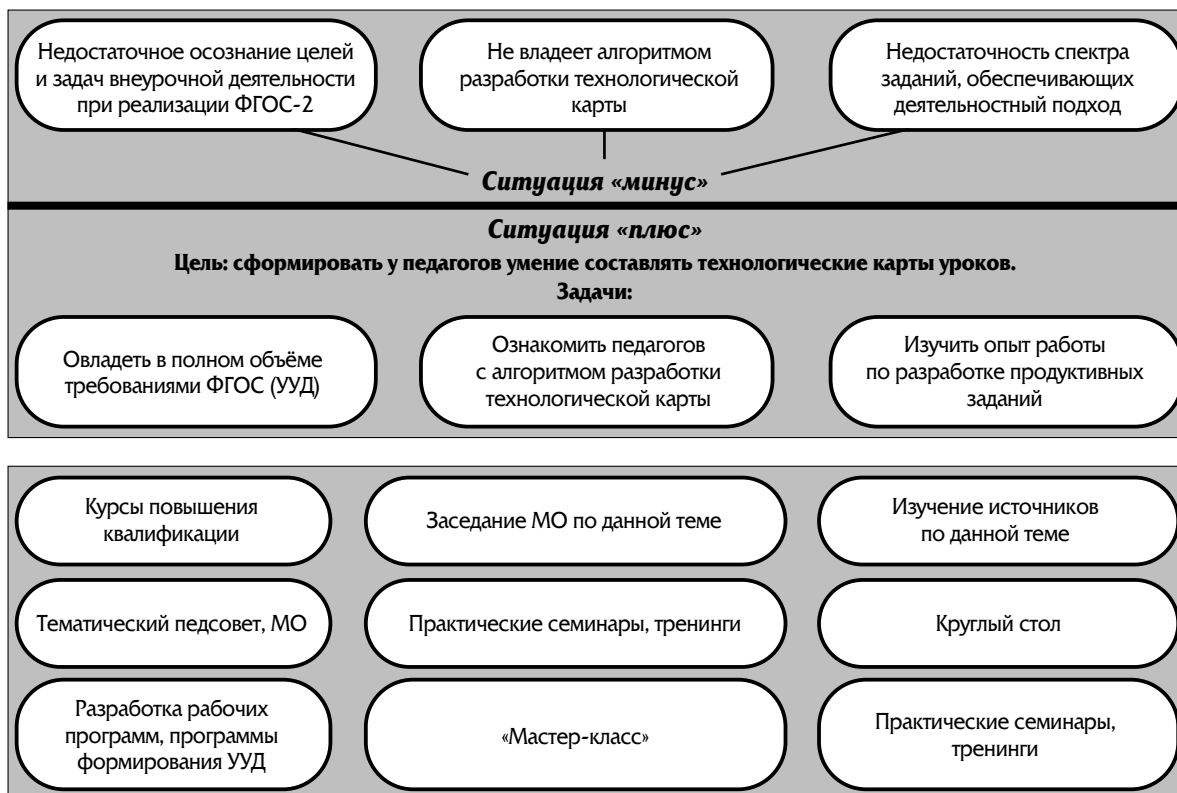 Недостаточное осознание целей
и задач внеурочной деятельности
при реализации ФГОС-2
Не владеет алгоритмом
разработки технологической
карты
Недостаточность спектра
заданий, обеспечивающих
деятельностный подход
Ситуация «минус»
Ситуация «плюс»
Цель: сформировать у педагогов умение составлять технологические карты уроков.
Задачи:
Овладеть в полном объёме
требованиями ФГОС (УУД)
Ознакомить педагогов
с алгоритмом разработки
технологической карты
Изучить опыт работы
по разработке продуктивных
заданий
Курсы повышения
квалификации
Заседание МО по данной теме
Изучение источников
по данной теме
Тематический педсовет, МО
Практические семинары, тренинги
Круглый стол
Разработка рабочих
программ, программы
формирования УУД
«Мастер-класс»
Практические семинары,
тренинги